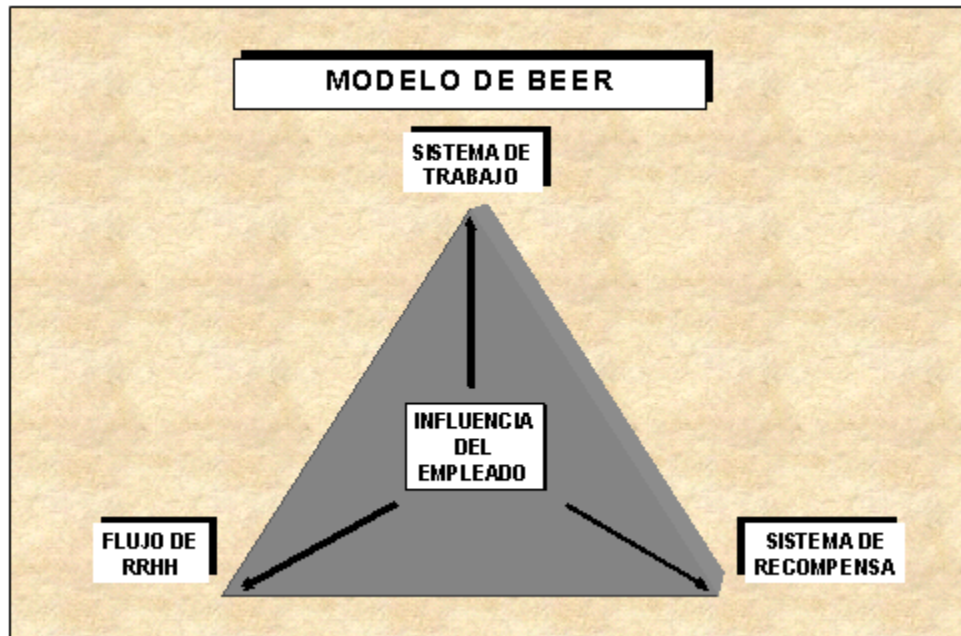 MODELO DE BEER
SISTEMA DE
TRABAJO
INFLUENCIA
DEL
EMPLEADO
FLUJO DE
RRHH
SISTEMA DE
RECOMPENSA